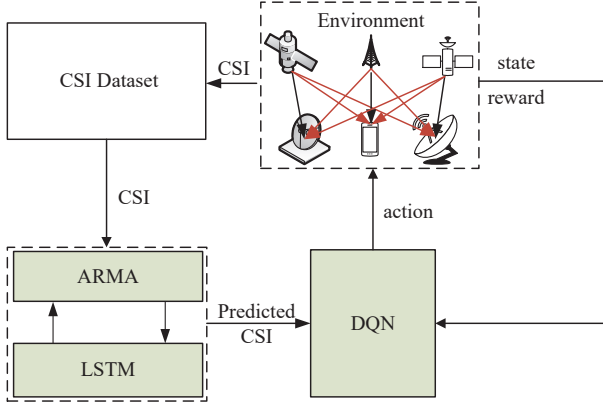 Environment
CSI Dataset
CSI
state
reward
CSI
action
ARMA
LSTM
Predicted
CSI
DQN